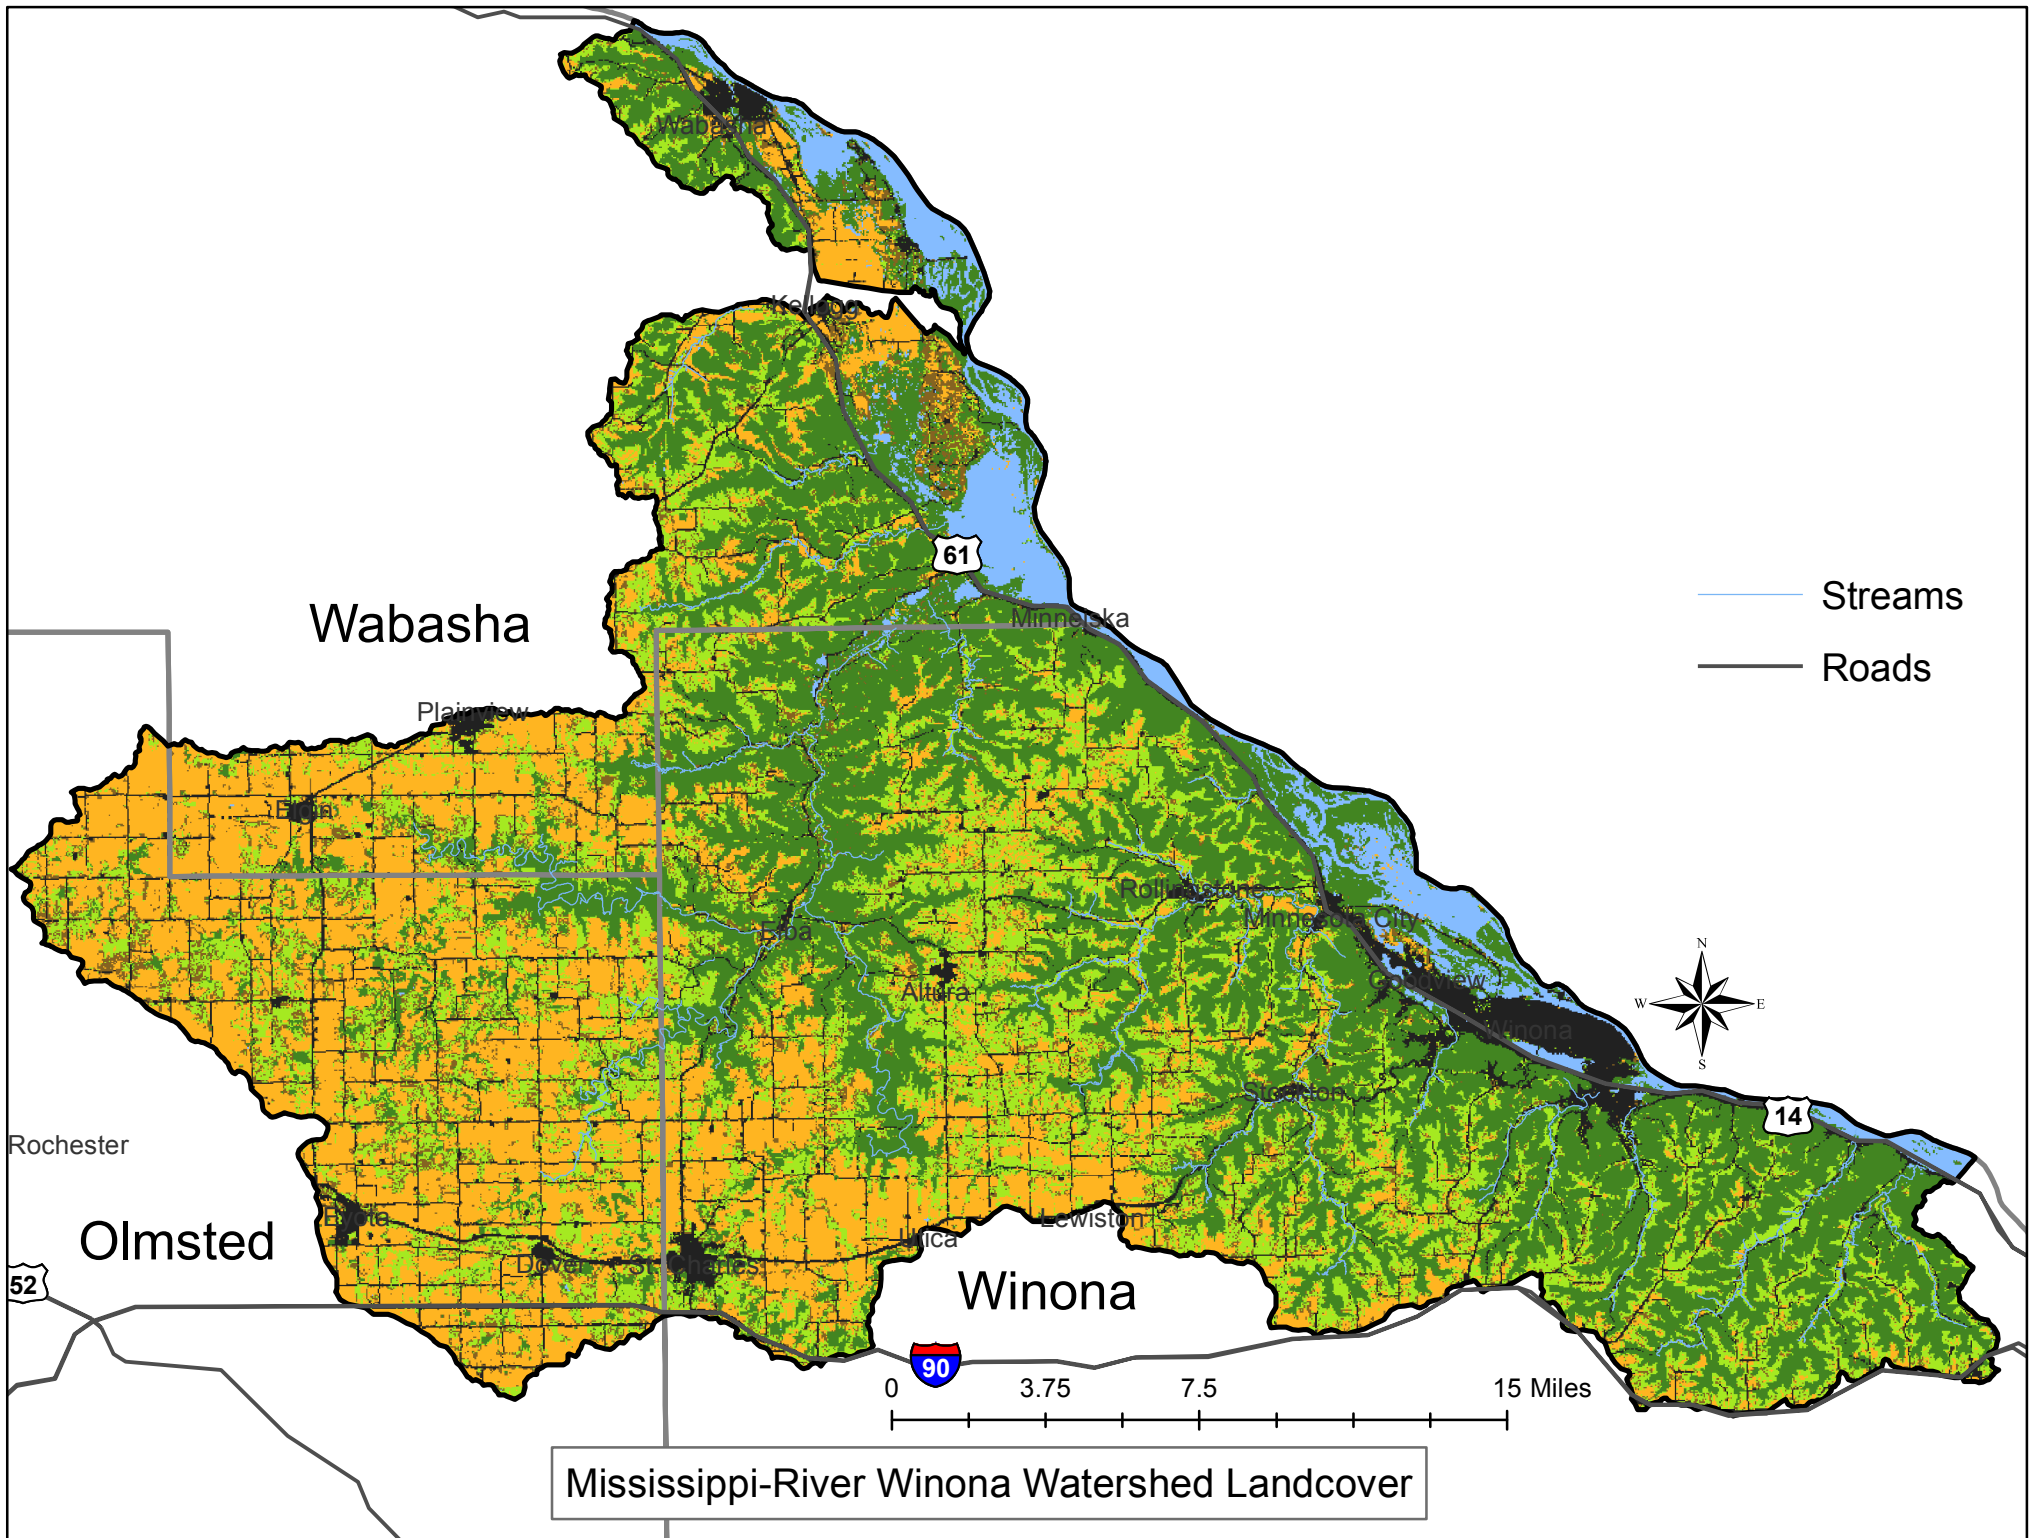 Wabasha
Kellogg
61
Minneiska
Streams
Roads
Wabasha
Plainview
Elgin
Rollingstone
Minnesota City
Elba
Altura
Goodview
Winona
N
W
E
S
Stockton
14
Rochester
Eyota
Olmsted
Dover
St. Charles
Utica
Lewiston
52
Winona
90
0 3.75 7.5 15 Miles
Mississippi-River Winona Watershed Landcover